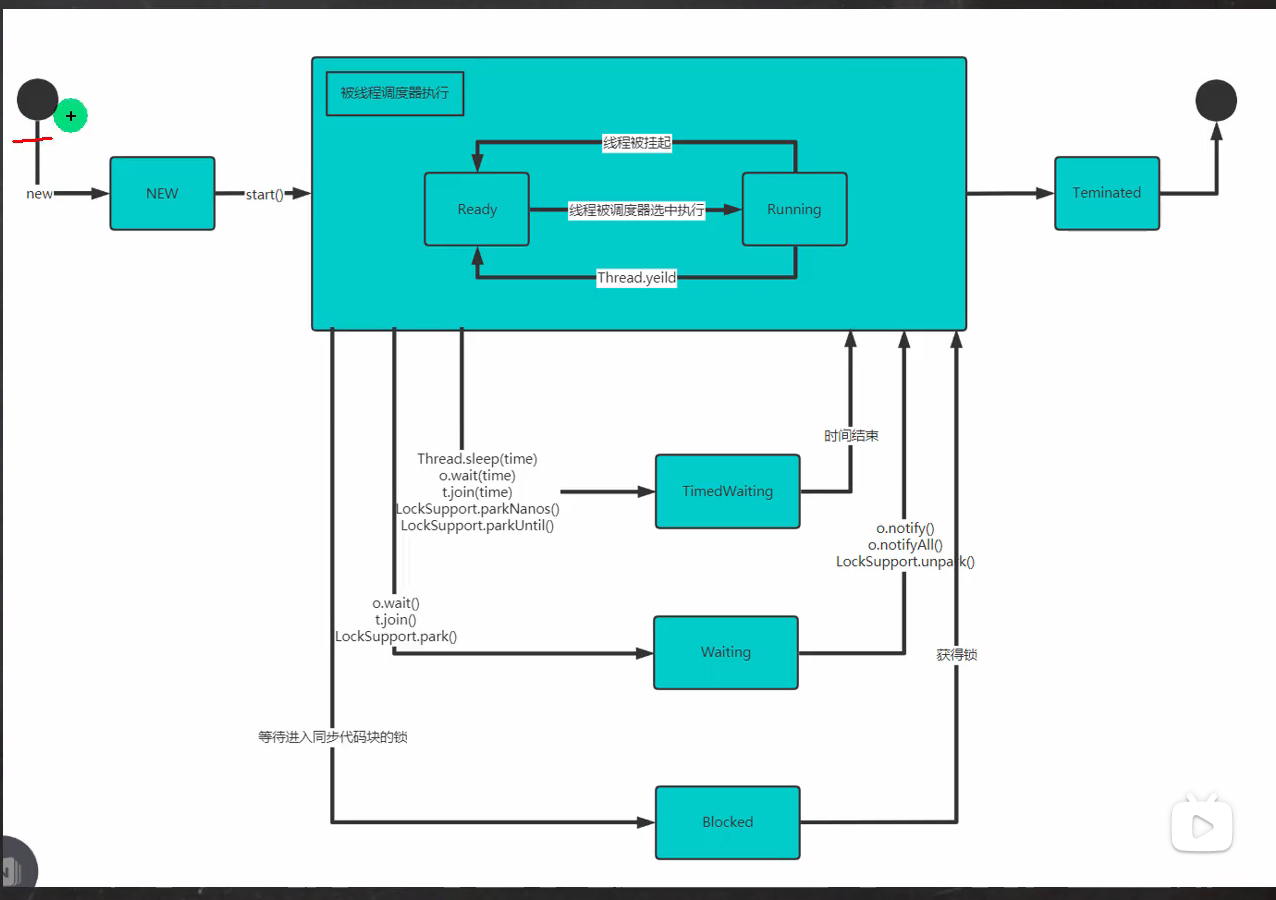 被线程调度器执行
线程被挂起
new
NEW
start()
Ready
线程被调度器选中执行
Running
Teminated
Thread.yeild
时间结束
Thread.sleep(time)
o.wait(time)
t.join(time)
LockSupport.parkNanos()
LockSupport.parkUntil()
TimedWaiting
o.notify()
o.notifyAll()
LockSupport.unpark()
o.wait()
t.join()
LockSupport.park()
Waiting
获得锁
等待进入同步代码块的锁
Blocked